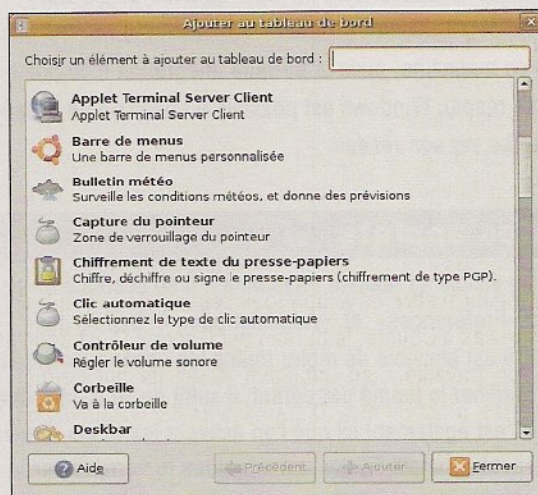 Ajouter au tableau de bord
Choisir un élément à ajouter au tableau de bord :
Applet Terminal Server Client
Applet Terminal Server Client
Barre de menus
Une barre de menus personnalisée
Bulletin météo
Surveille les conditions météos, et donne des prévisions
Capture du pointeur
Zone de verrouillage du pointeur
Chiffrement de texte du presse-papiers
Chiffre, déchiffre ou signe le presse-papiers (chiffrement de type PGP).
Clic automatique
Sélectionnez le type de clic automatique
Contrôleur de volume
Régler le volume sonore
Corbeille
Va à la corbeille
Deskbar
Aide Précédent Ajouter Fermer